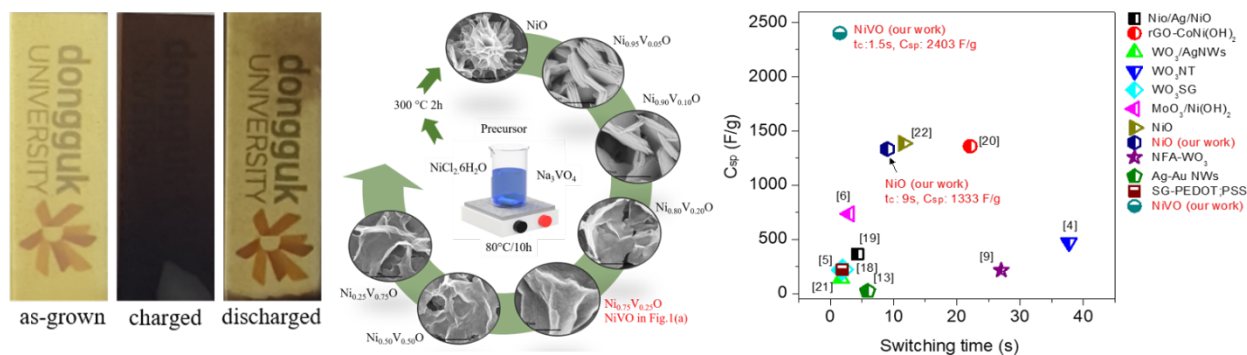 dongguk
UNIVERSITY
dongguk
UNIVERSITY
dongguk
UNIVERSITY
as-grown
charged
discharged
NiO
Ni0.95V0.05O
Ni0.90V0.10O
Ni0.80V0.20O
Ni0.75V0.25O
NiVO in Fig.1(a)
Ni0.50V0.50O
Ni0.25V0.75O
300 °C 2h
Precursor
NiCl2.6H2O
Na3VO4
80°C/10h
Csp (F/g)
2500
2000
1500
1000
500
0
0
10
20
30
40
Switching time (s)
NiVO (our work)
tc:1.5s, Csp: 2403 F/g
[22]
[20]
NiO (our work)
tc: 9s, Csp: 1333 F/g
[6]
[4]
[19]
[9]
[5]
[18]
[21]
[13]
Nio/Ag/NiO
rGO-CoNi(OH)2
WO3/AgNWs
WO3NT
WO3SG
MoO3/Ni(OH)2
NiO
NiO (our work)
NFA-WO3
Ag-Au NWs
SG-PEDOT;PSS
NiVO (our work)